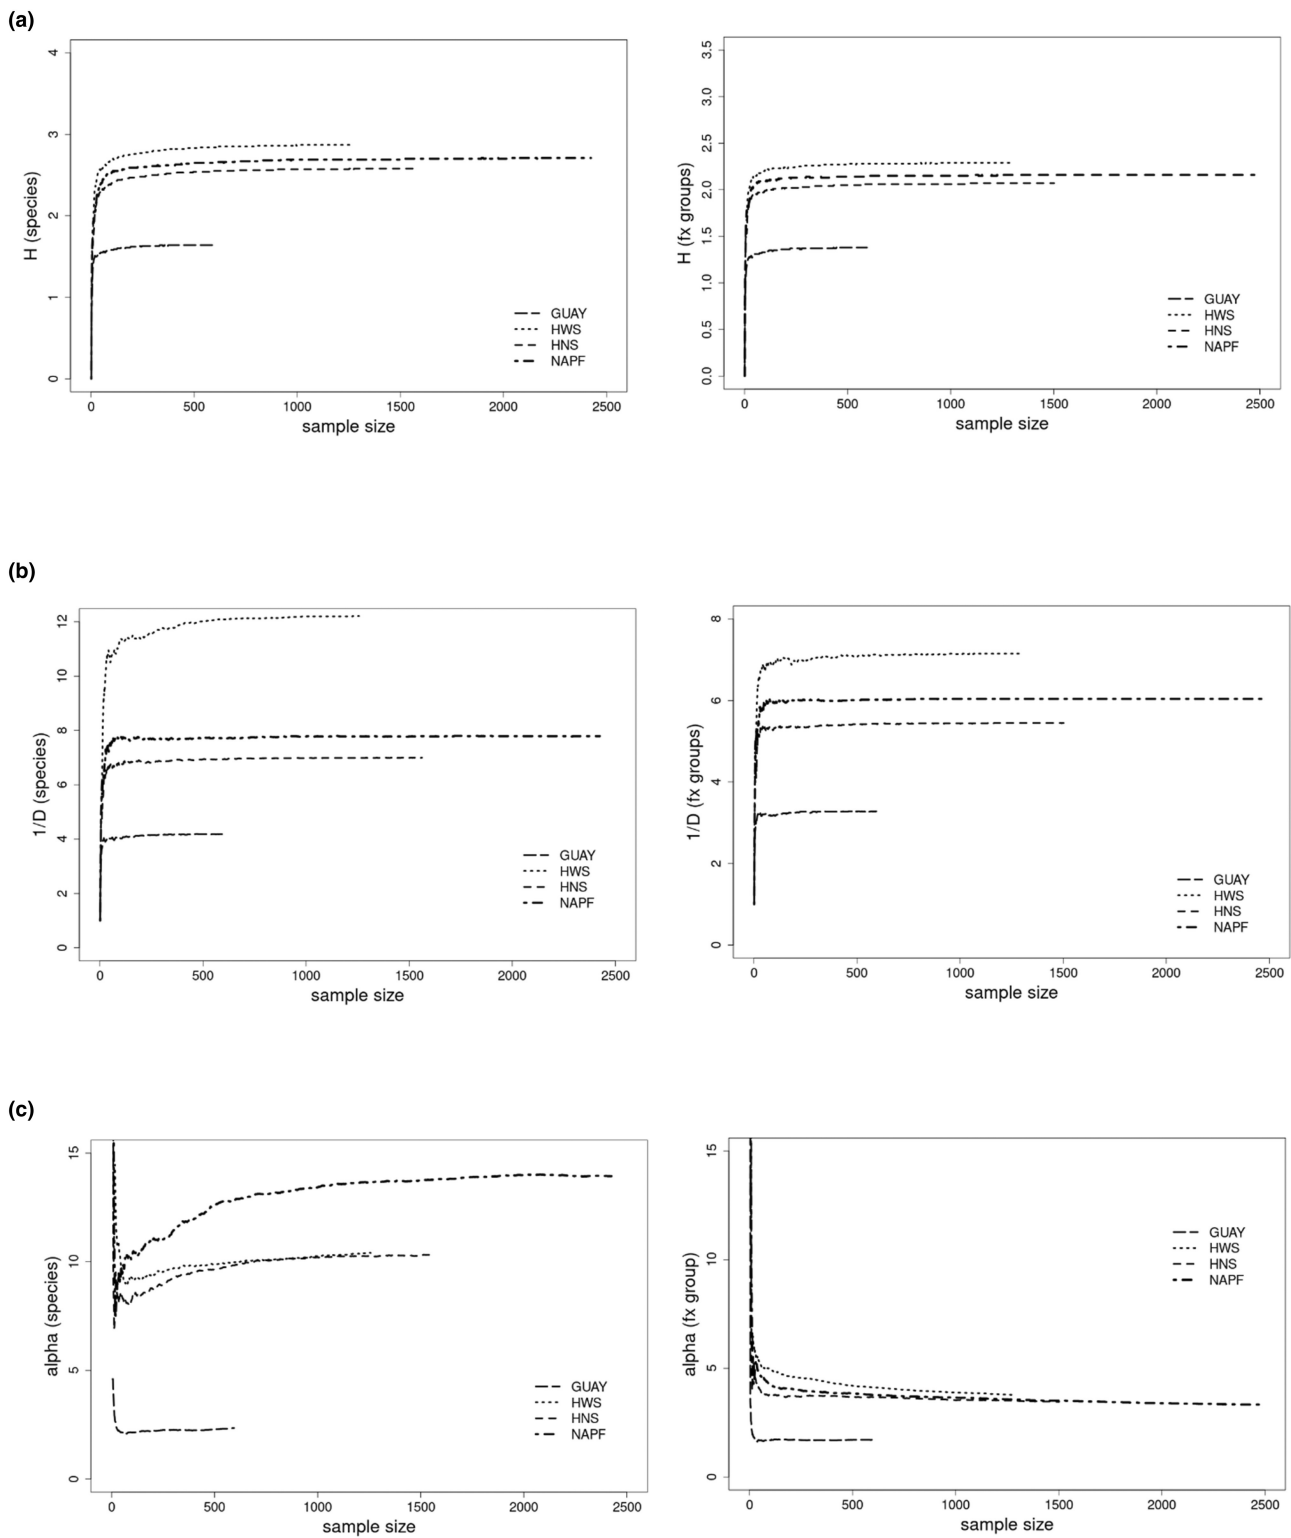 (a)
H (species)
4
3
2
1
0
0 500 1000 1500 2000 2500
sample size
GUAY
HWS
HNS
NAPF
H (fx groups)
3.5
3.0
2.5
2.0
1.5
1.0
0.5
0.0
0 500 1000 1500 2000 2500
sample size
GUAY
HWS
HNS
NAPF
(b)
1/D (species)
12
10
8
6
4
2
0
0 500 1000 1500 2000 2500
sample size
GUAY
HWS
HNS
NAPF
1/D (fx groups)
8
6
4
2
0
0 500 1000 1500 2000 2500
sample size
GUAY
HWS
HNS
NAPF
(c)
alpha (species)
15
10
5
0
0 500 1000 1500 2000 2500
sample size
GUAY
HWS
HNS
NAPF
alpha (fx group)
15
10
5
0
0 500 1000 1500 2000 2500
sample size
GUAY
HWS
HNS
NAPF